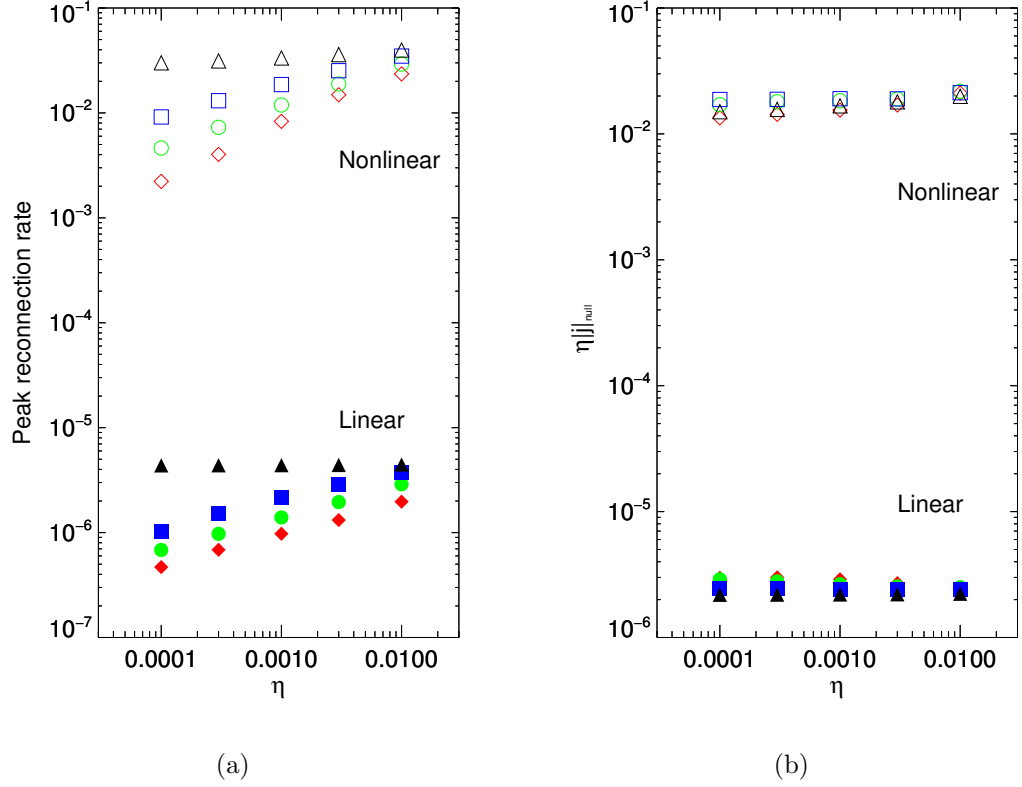 10⁻¹
10⁻²
10⁻³
10⁻⁴
10⁻⁵
10⁻⁶
10⁻⁷
Peak reconnection rate
Nonlinear
Linear
0.0001 0.0010 0.0100
η
(a)
10⁻¹
10⁻²
10⁻³
10⁻⁴
10⁻⁵
10⁻⁶
η|j|null
Nonlinear
Linear
0.0001 0.0010 0.0100
η
(b)